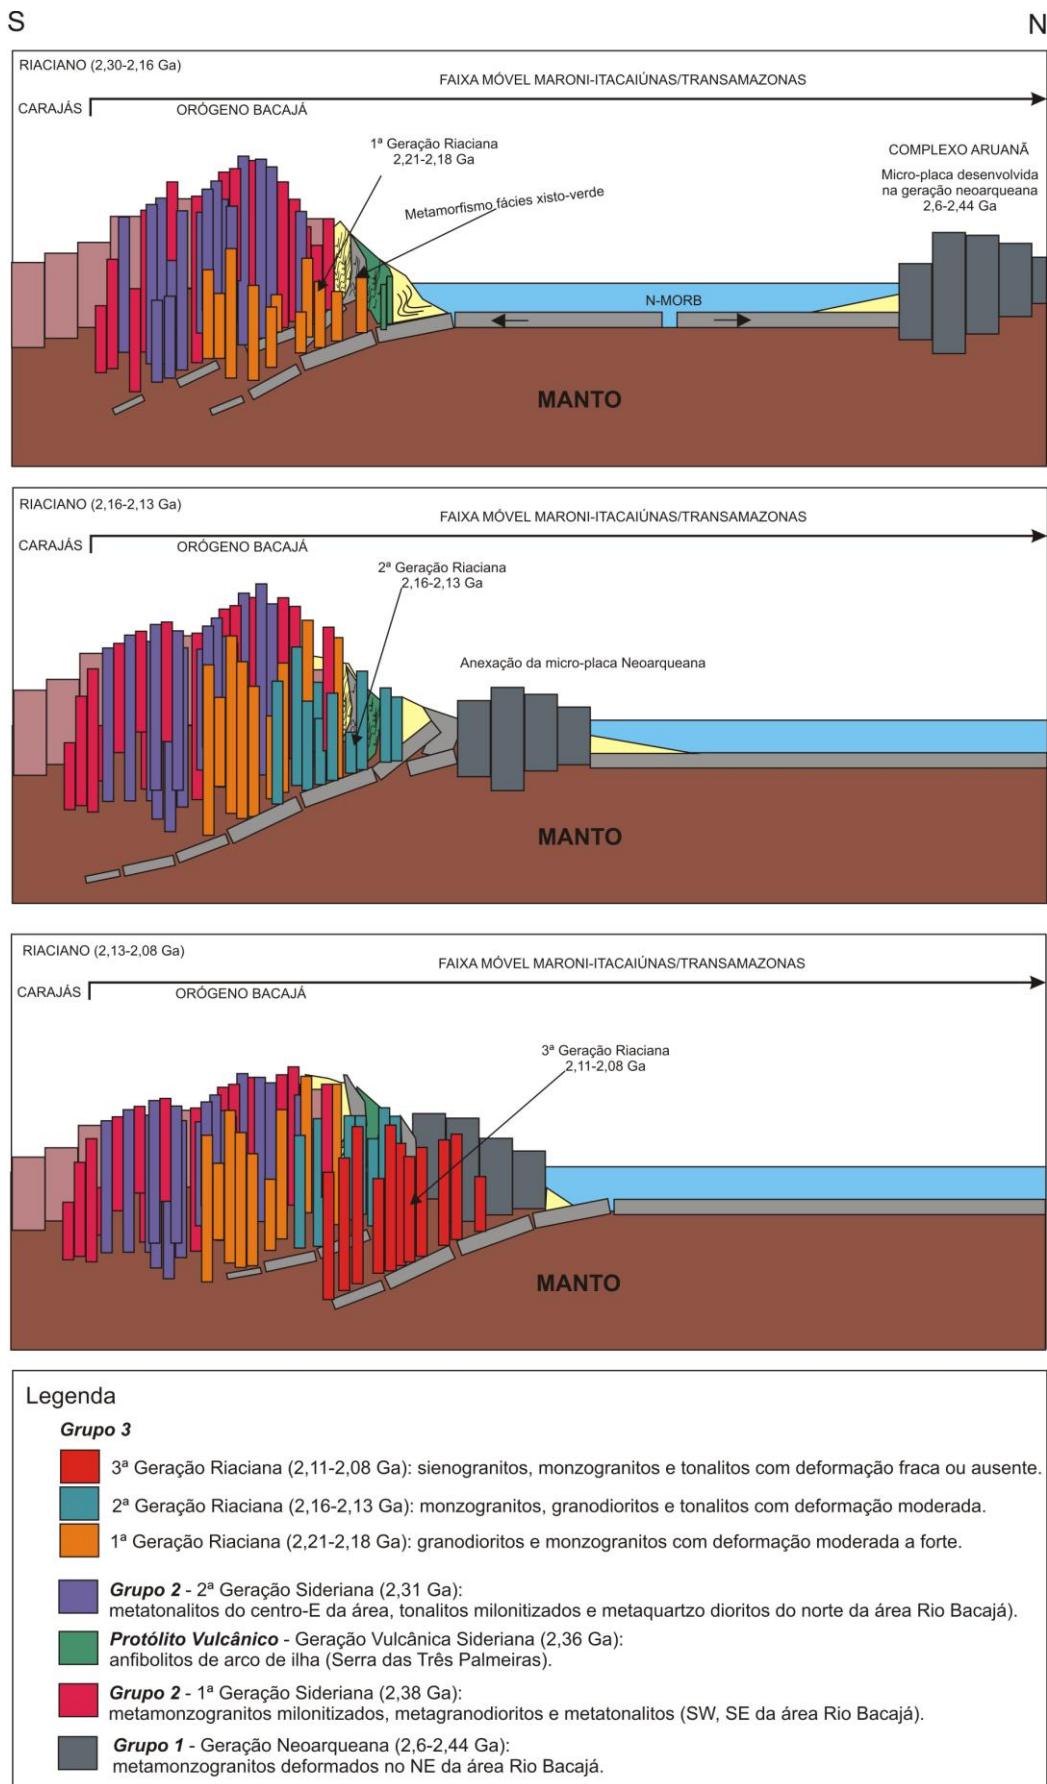 S
N
RIACIANO (2,30-2,16 Ga)
FAIXA MÓVEL MARONI-ITACAIÚNAS/TRANSAMAZONAS
CARAJÁS
ORÓGENO BACAJÁ
1ª Geração Riaciana
2,21-2,18 Ga
Metamorfismo fácies xisto-verde
COMPLEXO ARUANÃ
Micro-placa desenvolvida
na geração neoarqueana
2,6-2,44 Ga
N-MORB
MANTO
RIACIANO (2,16-2,13 Ga)
FAIXA MÓVEL MARONI-ITACAIÚNAS/TRANSAMAZONAS
CARAJÁS
ORÓGENO BACAJÁ
2ª Geração Riaciana
2,16-2,13 Ga
Anexação da micro-placa Neoarqueana
MANTO
RIACIANO (2,13-2,08 Ga)
FAIXA MÓVEL MARONI-ITACAIÚNAS/TRANSAMAZONAS
CARAJÁS
ORÓGENO BACAJÁ
3ª Geração Riaciana
2,11-2,08 Ga
MANTO
Legenda
Grupo 3
3ª Geração Riaciana (2,11-2,08 Ga): sienogranitos, monzogranitos e tonalitos com deformação fraca ou ausente.
2ª Geração Riaciana (2,16-2,13 Ga): monzogranitos, granodioritos e tonalitos com deformação moderada.
1ª Geração Riaciana (2,21-2,18 Ga): granodioritos e monzogranitos com deformação moderada a forte.
Grupo 2 - 2ª Geração Sideriana (2,31 Ga):
metatonalitos do centro-E da área, tonalitos milonitizados e metaquartzo dioritos do norte da área Rio Bacajá).
Protólito Vulcânico - Geração Vulcânica Sideriana (2,36 Ga):
anfibolitos de arco de ilha (Serra das Três Palmeiras).
Grupo 2 - 1ª Geração Sideriana (2,38 Ga):
metamonzogranitos milonitizados, metagranodioritos e metatonalitos (SW, SE da área Rio Bacajá).
Grupo 1 - Geração Neoarqueana (2,6-2,44 Ga):
metamonzogranitos deformados no NE da área Rio Bacajá.